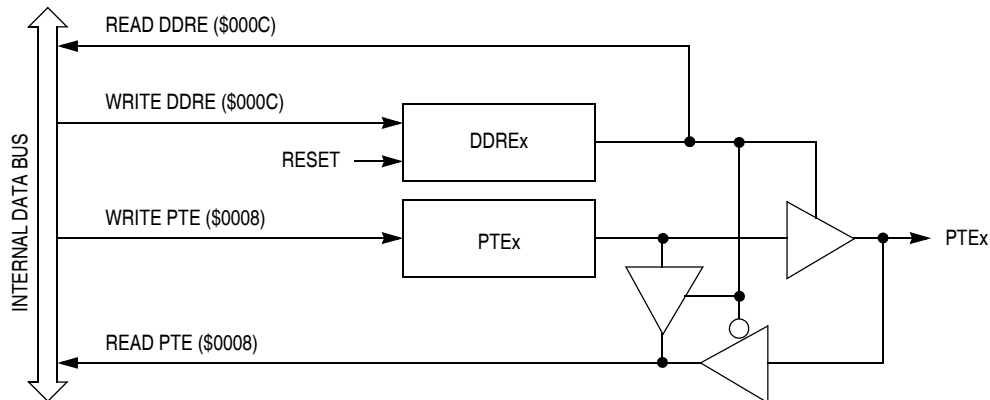 READ DDRE ($000C)
WRITE DDRE ($000C)
DDREx
RESET
INTERNAL DATA BUS
WRITE PTE ($0008)
PTEx
PTEx
READ PTE ($0008)